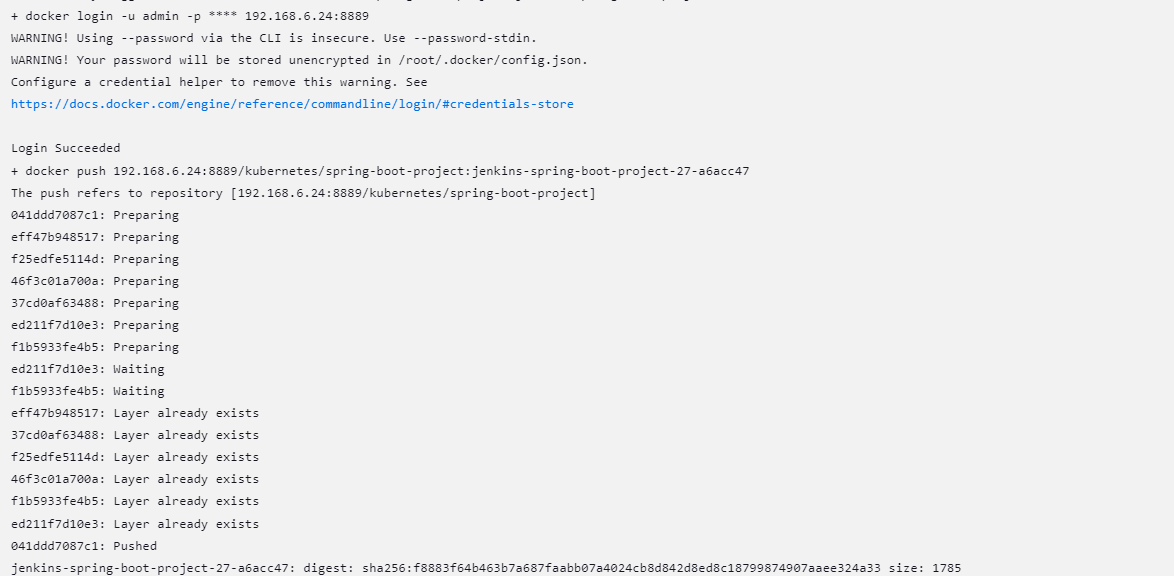 + docker login -u admin -p **** 192.168.6.24:8889
WARNING! Using --password via the CLI is insecure. Use --password-stdin.
WARNING! Your password will be stored unencrypted in /root/.docker/config.json.
Configure a credential helper to remove this warning. See
https://docs.docker.com/engine/reference/commandline/login/#credentials-store
Login Succeeded
+ docker push 192.168.6.24:8889/kubernetes/spring-boot-project:jenkins-spring-boot-project-27-a6acc47
The push refers to repository [192.168.6.24:8889/kubernetes/spring-boot-project]
041ddd7087c1: Preparing
eff47b948517: Preparing
f25edfe5114d: Preparing
46f3c01a700a: Preparing
37cd0af63488: Preparing
ed211f7d10e3: Preparing
f1b5933fe4b5: Preparing
ed211f7d10e3: Waiting
f1b5933fe4b5: Waiting
eff47b948517: Layer already exists
37cd0af63488: Layer already exists
f25edfe5114d: Layer already exists
46f3c01a700a: Layer already exists
f1b5933fe4b5: Layer already exists
ed211f7d10e3: Layer already exists
041ddd7087c1: Pushed
jenkins-spring-boot-project-27-a6acc47: digest: sha256:f8883f64b463b7a687faabb07a4024cb8d842d8ed8c18799874907aaee324a33 size: 1785